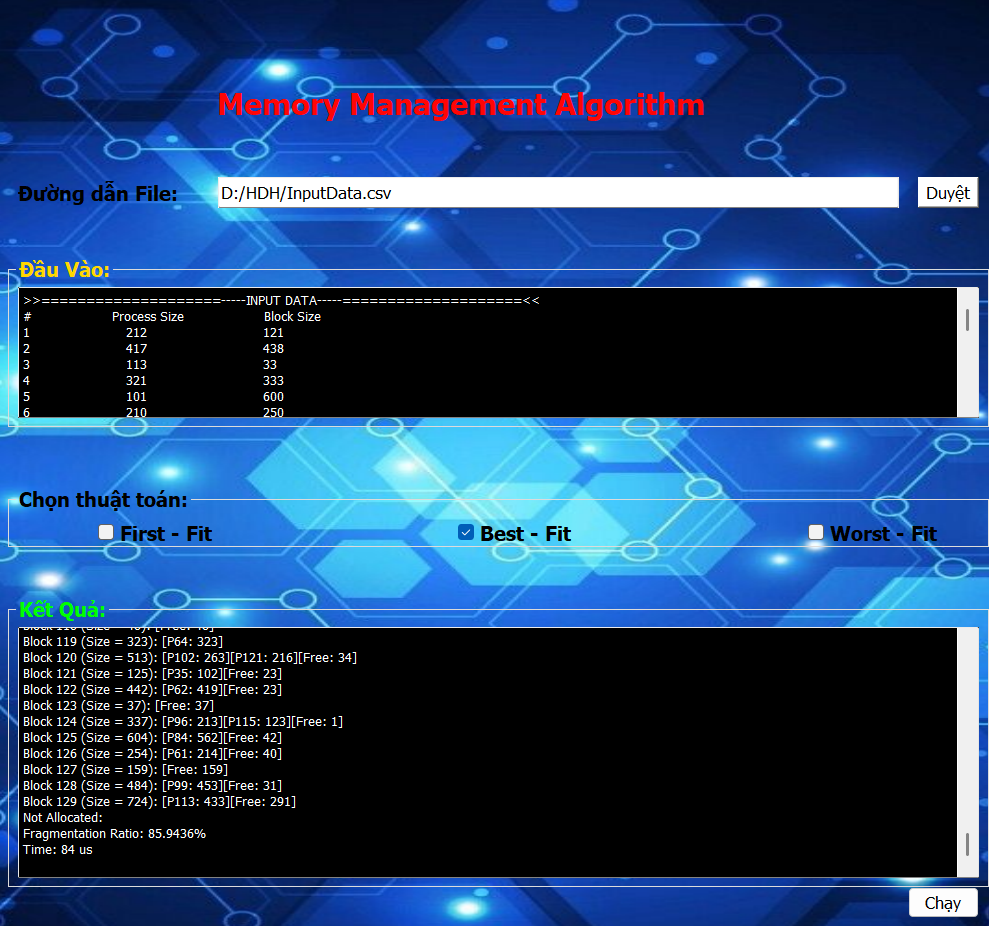 Memory Management Algorithm
Đường dẫn File: D:/HDH/InputData.csv Duyệt
Đầu Vào:
>>=====================-----INPUT DATA-----=====================<<
# Process Size Block Size
1 212 121
2 417 438
3 113 33
4 321 333
5 101 600
6 210 250
Chọn thuật toán:
First - Fit Best - Fit Worst - Fit
Kết Quả:
Block 119 (Size = 323): [P64: 323]
Block 120 (Size = 513): [P102: 263][P121: 216][Free: 34]
Block 121 (Size = 125): [P35: 102][Free: 23]
Block 122 (Size = 442): [P62: 419][Free: 23]
Block 123 (Size = 37): [Free: 37]
Block 124 (Size = 337): [P96: 213][P115: 123][Free: 1]
Block 125 (Size = 604): [P84: 562][Free: 42]
Block 126 (Size = 254): [P61: 214][Free: 40]
Block 127 (Size = 159): [Free: 159]
Block 128 (Size = 484): [P99: 453][Free: 31]
Block 129 (Size = 724): [P113: 433][Free: 291]
Not Allocated:
Fragmentation Ratio: 85.9436%
Time: 84 us
Chạy